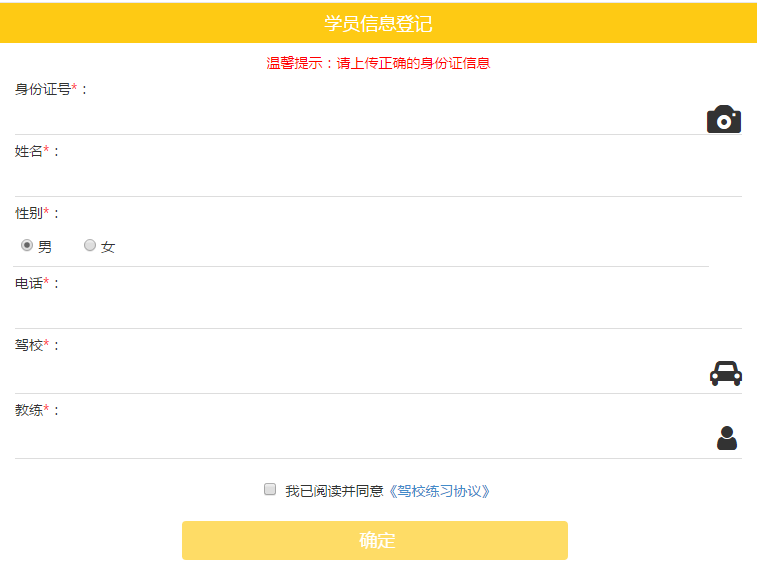 学员信息登记
温馨提示：请上传正确的身份证信息
身份证号*：
姓名*：
性别*：
男 女
电话*：
驾校*：
教练*：
我已阅读并同意《驾校练习协议》
确定